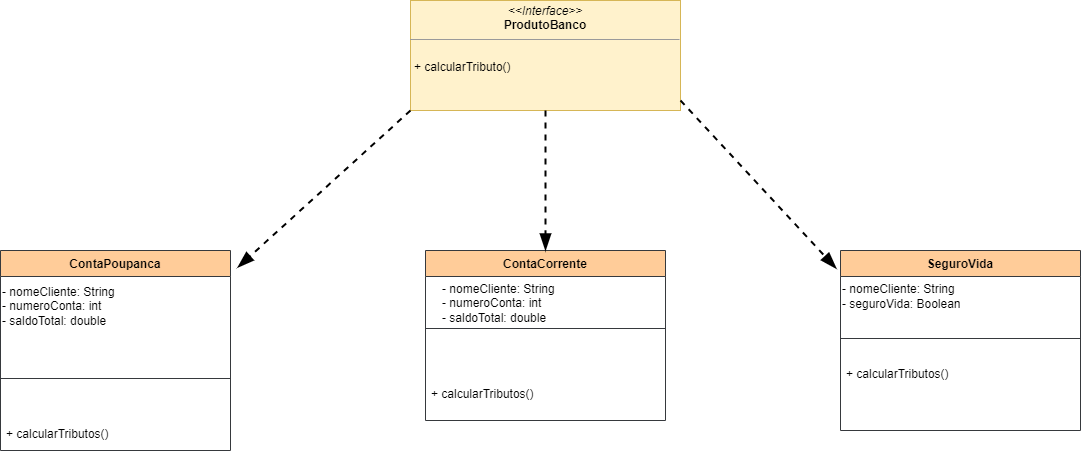 <<Interface>>
ProdutoBanco
+ calcularTributo()
ContaPoupanca
- nomeCliente: String
- numeroConta: int
- saldoTotal: double
+ calcularTributos()
ContaCorrente
- nomeCliente: String
- numeroConta: int
- saldoTotal: double
+ calcularTributos()
SeguroVida
- nomeCliente: String
- seguroVida: Boolean
+ calcularTributos()